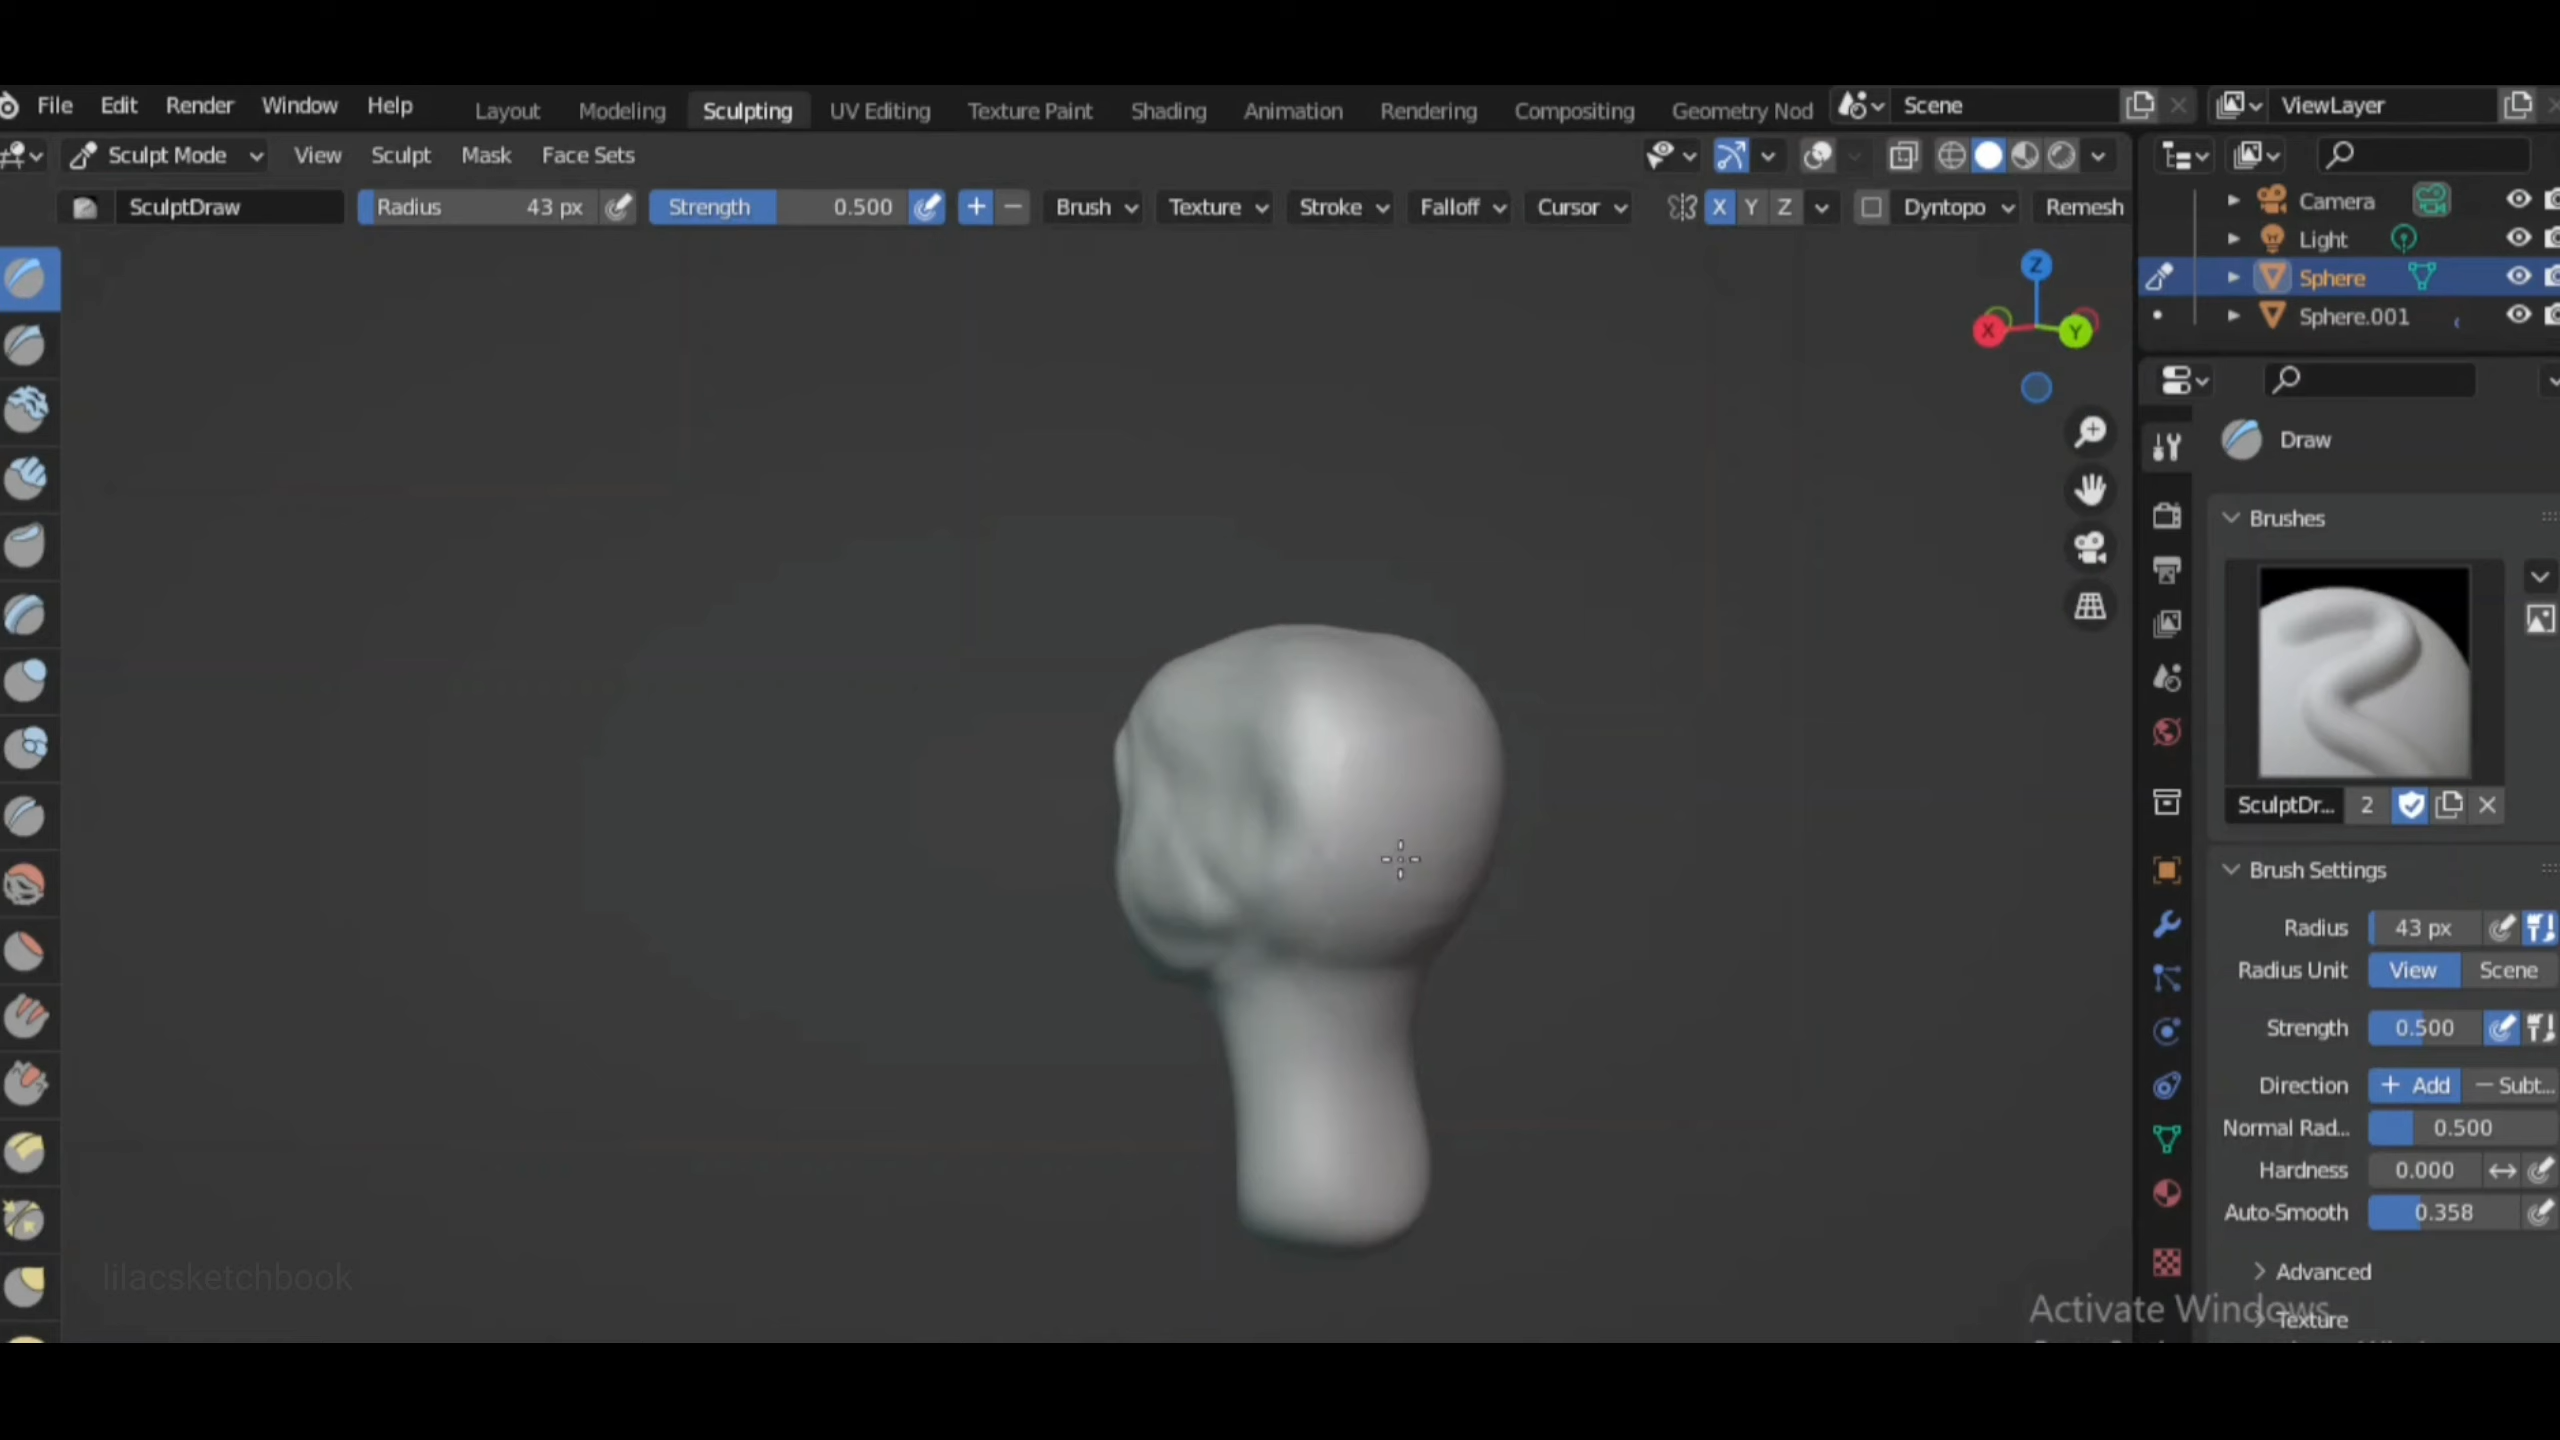 File Edit Render Window Help Layout Modeling Sculpting UV Editing Texture Paint Shading Animation Rendering Compositing Geometry Nod Scene ViewLayer
Sculpt Mode View Sculpt Mask Face Sets
SculptDraw Radius 43 px Strength 0.500 + − Brush Texture Stroke Falloff Cursor X Y Z Dyntopo Remesh
Camera
Light
Sphere
Sphere.001
Z
X Y
Draw
Brushes
SculptDr... 2
Brush Settings
Radius 43 px
Radius Unit View Scene
Strength 0.500
Direction + Add − Subt...
Normal Rad... 0.500
Hardness 0.000
Auto-Smooth 0.358
Advanced
Texture
lilacsketchbook
Activate Windows